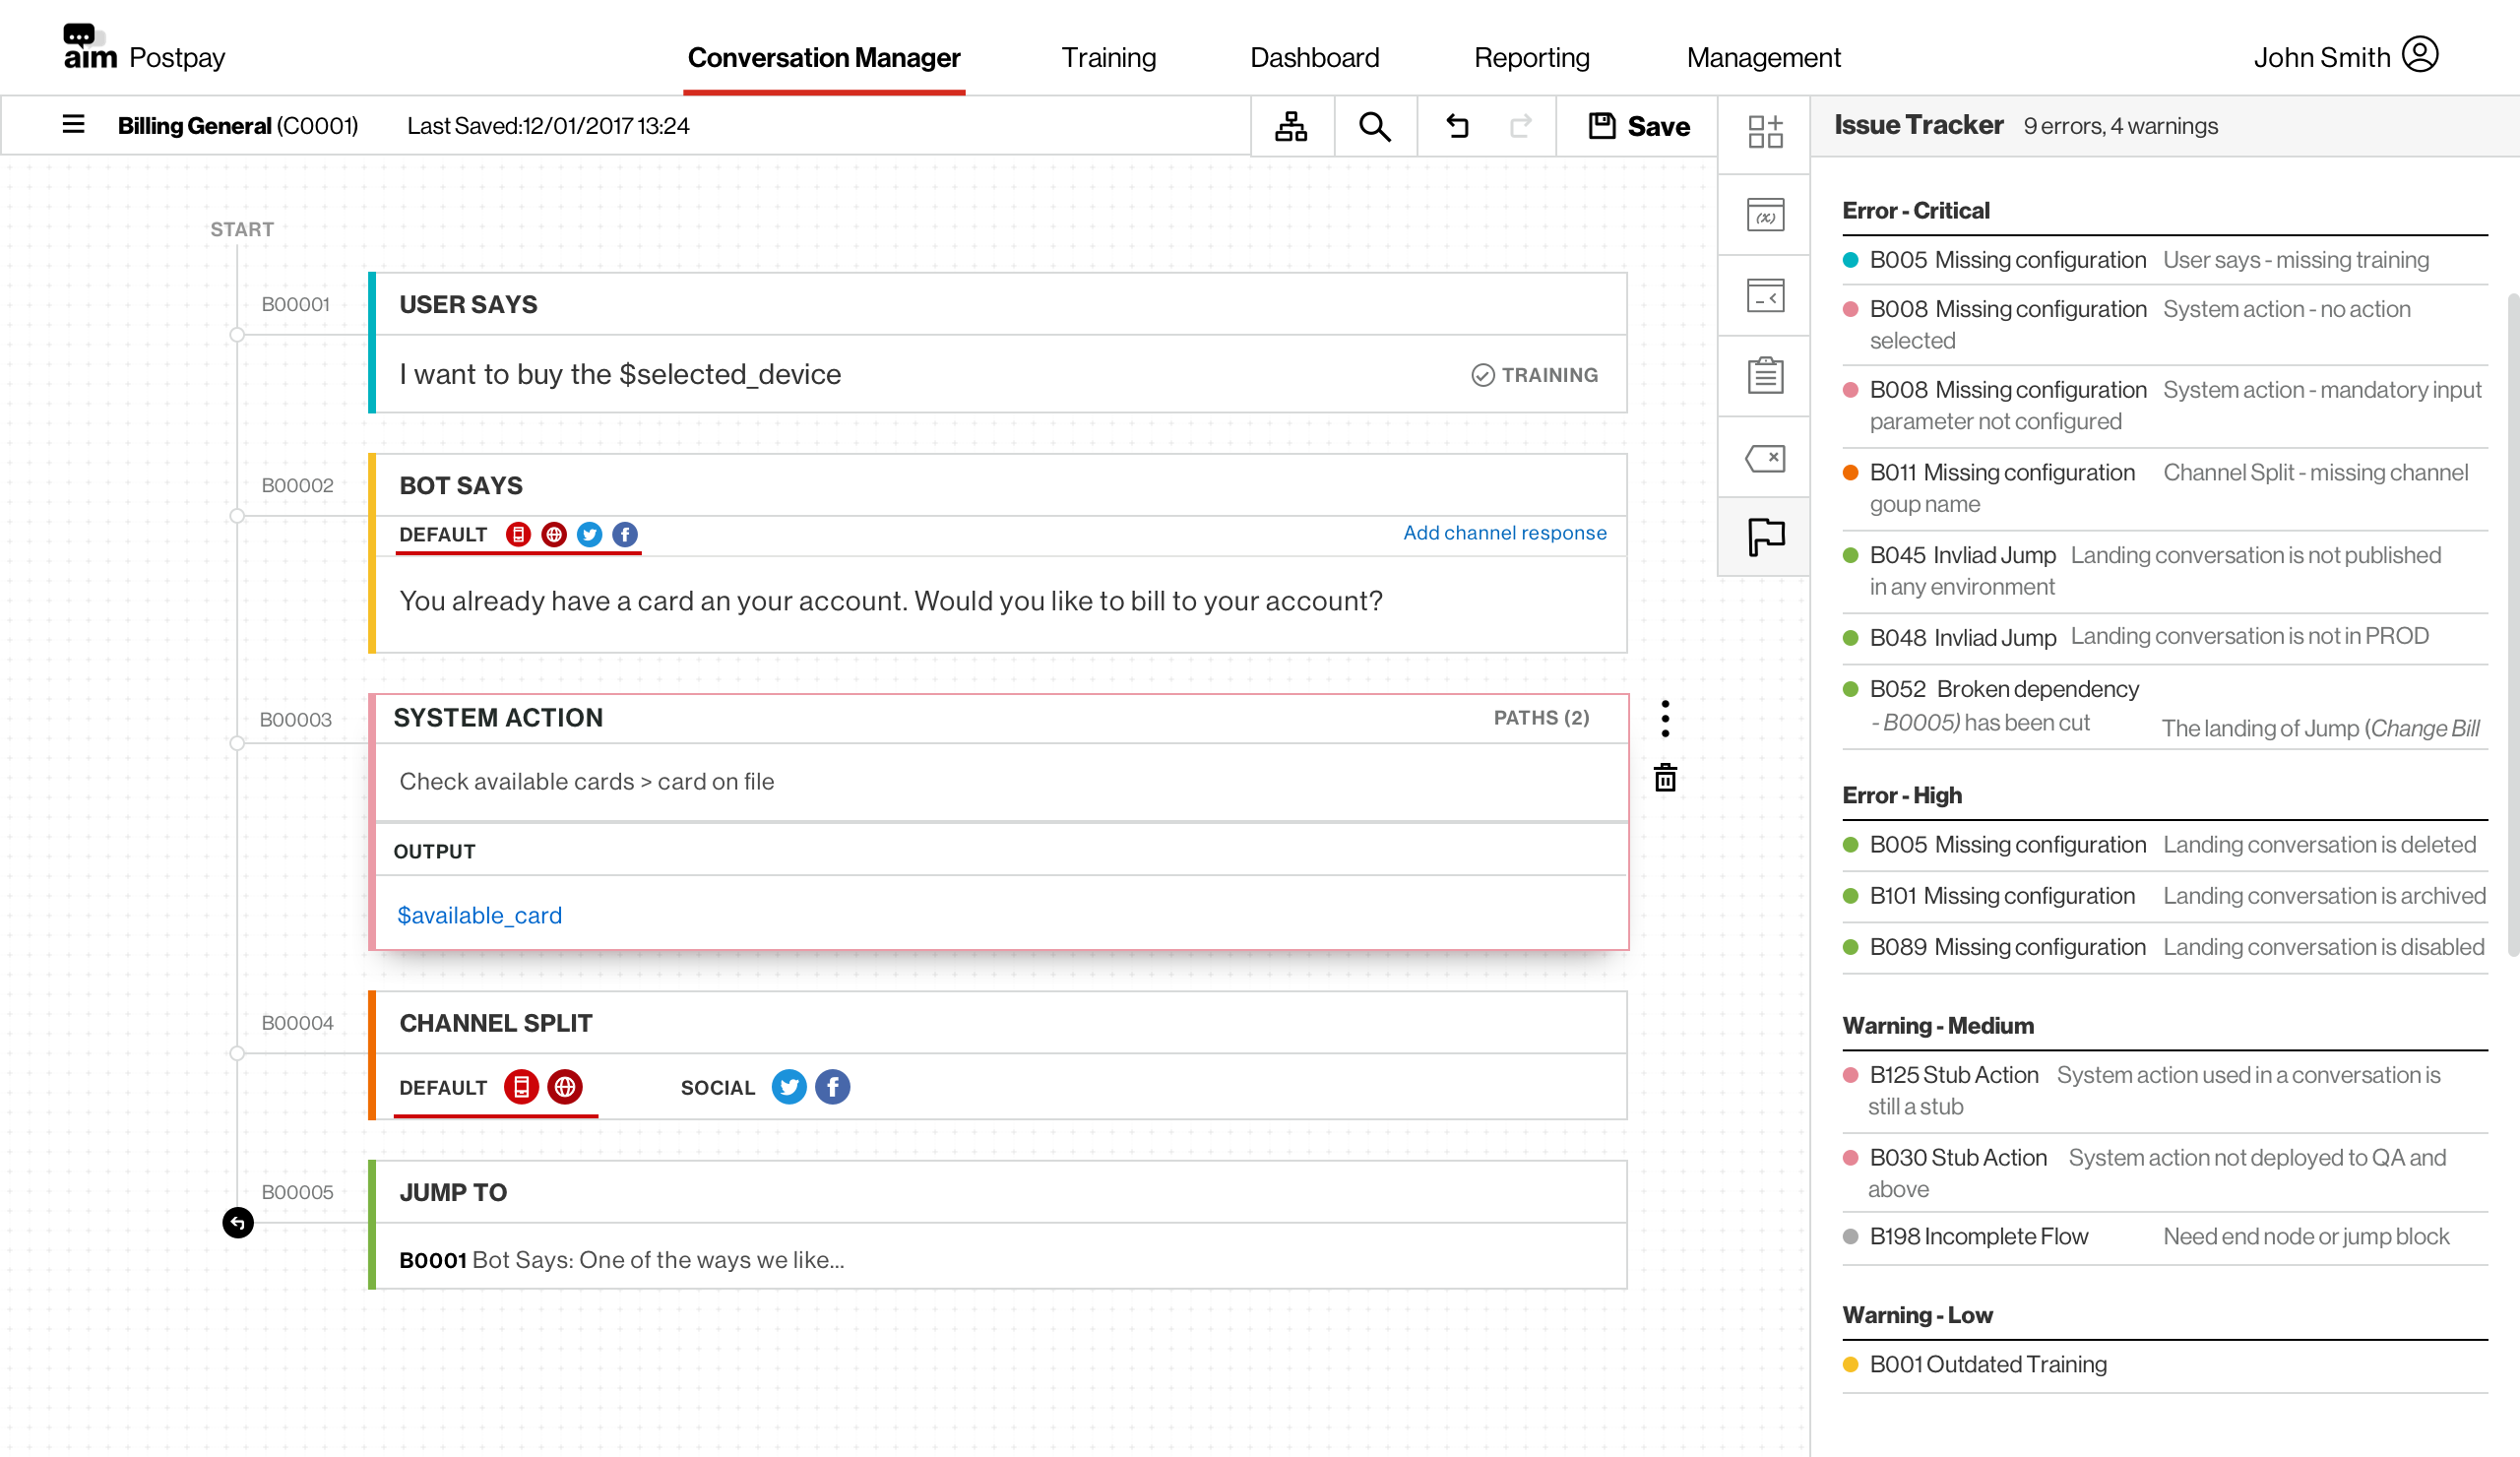 aim Postpay
Conversation Manager
Training
Dashboard
Reporting
Management
John Smith
Billing General (C0001)
Last Saved:12/01/2017 13:24
Save
START
B00001
USER SAYS
I want to buy the $selected_device
TRAINING
B00002
BOT SAYS
DEFAULT
Add channel response
You already have a card an your account. Would you like to bill to your account?
B00003
SYSTEM ACTION
PATHS (2)
Check available cards > card on file
OUTPUT
$available_card
B00004
CHANNEL SPLIT
DEFAULT
SOCIAL
B00005
JUMP TO
B0001 Bot Says: One of the ways we like...
Issue Tracker 9 errors, 4 warnings
Error - Critical
B005 Missing configuration User says - missing training
B008 Missing configuration System action - no action
selected
B008 Missing configuration System action - mandatory input
parameter not configured
B011 Missing configuration Channel Split - missing channel
goup name
B045 Invliad Jump Landing conversation is not published
in any environment
B048 Invliad Jump Landing conversation is not in PROD
B052 Broken dependency
The landing of Jump (Change Bill
- B0005) has been cut
Error - High
B005 Missing configuration Landing conversation is deleted
B101 Missing configuration Landing conversation is archived
B089 Missing configuration Landing conversation is disabled
Warning - Medium
B125 Stub Action System action used in a conversation is
still a stub
B030 Stub Action System action not deployed to QA and
above
B198 Incomplete Flow Need end node or jump block
Warning - Low
B001 Outdated Training